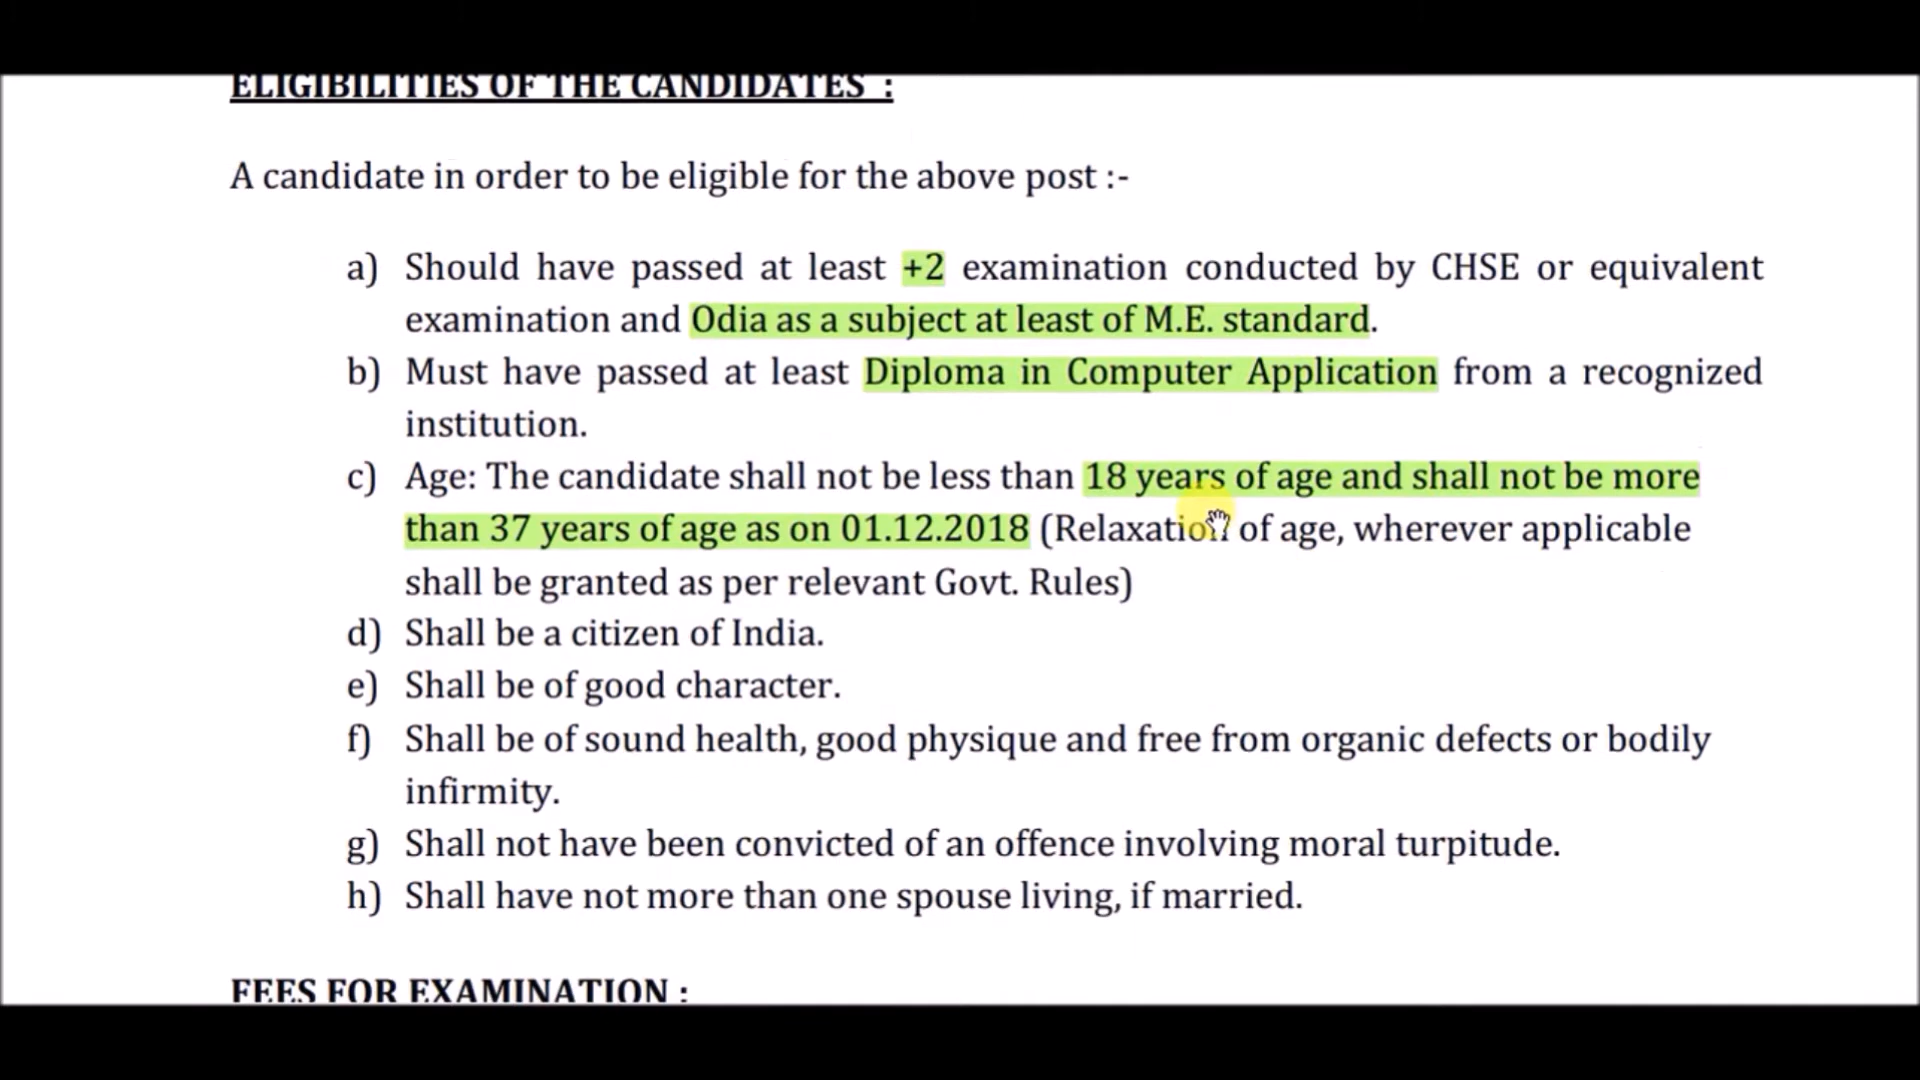 ELIGIBILITIES OF THE CANDIDATES :
A candidate in order to be eligible for the above post :-
a) Should have passed at least +2 examination conducted by CHSE or equivalent
examination and Odia as a subject at least of M.E. standard.
b) Must have passed at least Diploma in Computer Application from a recognized
institution.
c) Age: The candidate shall not be less than 18 years of age and shall not be more
than 37 years of age as on 01.12.2018 (Relaxation of age, wherever applicable
shall be granted as per relevant Govt. Rules)
d) Shall be a citizen of India.
e) Shall be of good character.
f) Shall be of sound health, good physique and free from organic defects or bodily
infirmity.
g) Shall not have been convicted of an offence involving moral turpitude.
h) Shall have not more than one spouse living, if married.
FEES FOR EXAMINATION :